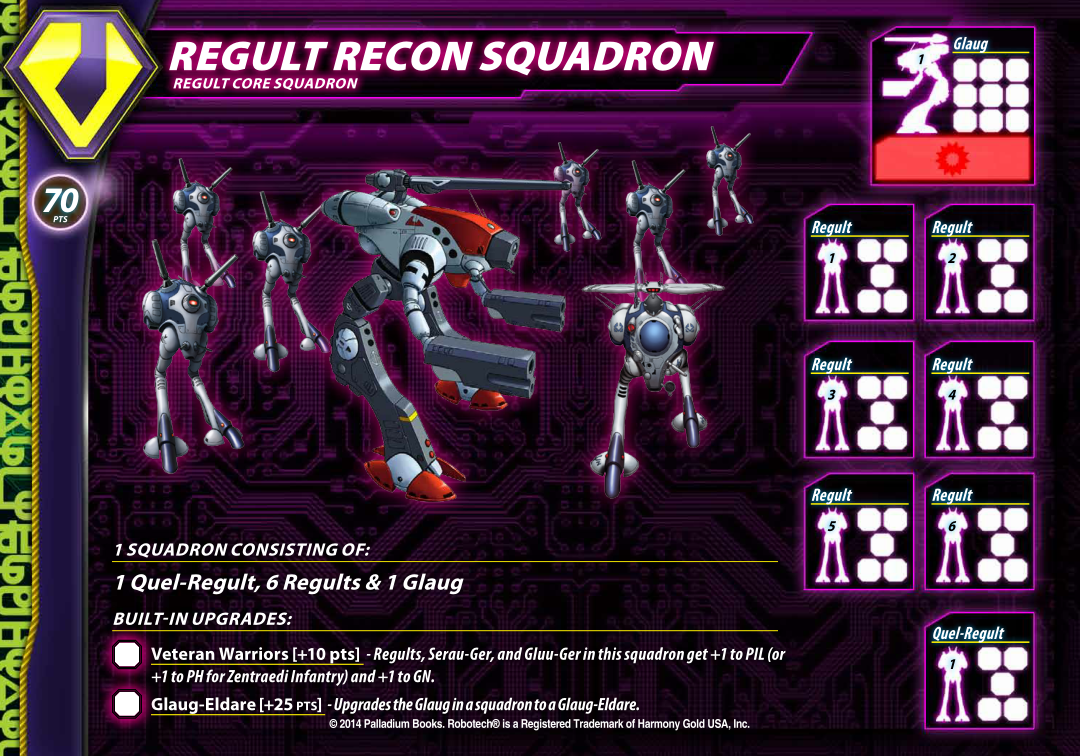 REGULT RECON SQUADRON
REGULT CORE SQUADRON
70
PTS
Glaug
1
Regult
1
Regult
2
Regult
3
Regult
4
Regult
5
Regult
6
Quel-Regult
1
1 SQUADRON CONSISTING OF:
1 Quel-Regult, 6 Regults & 1 Glaug
BUILT-IN UPGRADES:
Veteran Warriors [+10 pts] - Regults, Serau-Ger, and Gluu-Ger in this squadron get +1 to PIL (or
+1 to PH for Zentraedi Infantry) and +1 to GN.
Glaug-Eldare [+25 PTS] - Upgrades the Glaug in a squadron to a Glaug-Eldare.
© 2014 Palladium Books. Robotech® is a Registered Trademark of Harmony Gold USA, Inc.